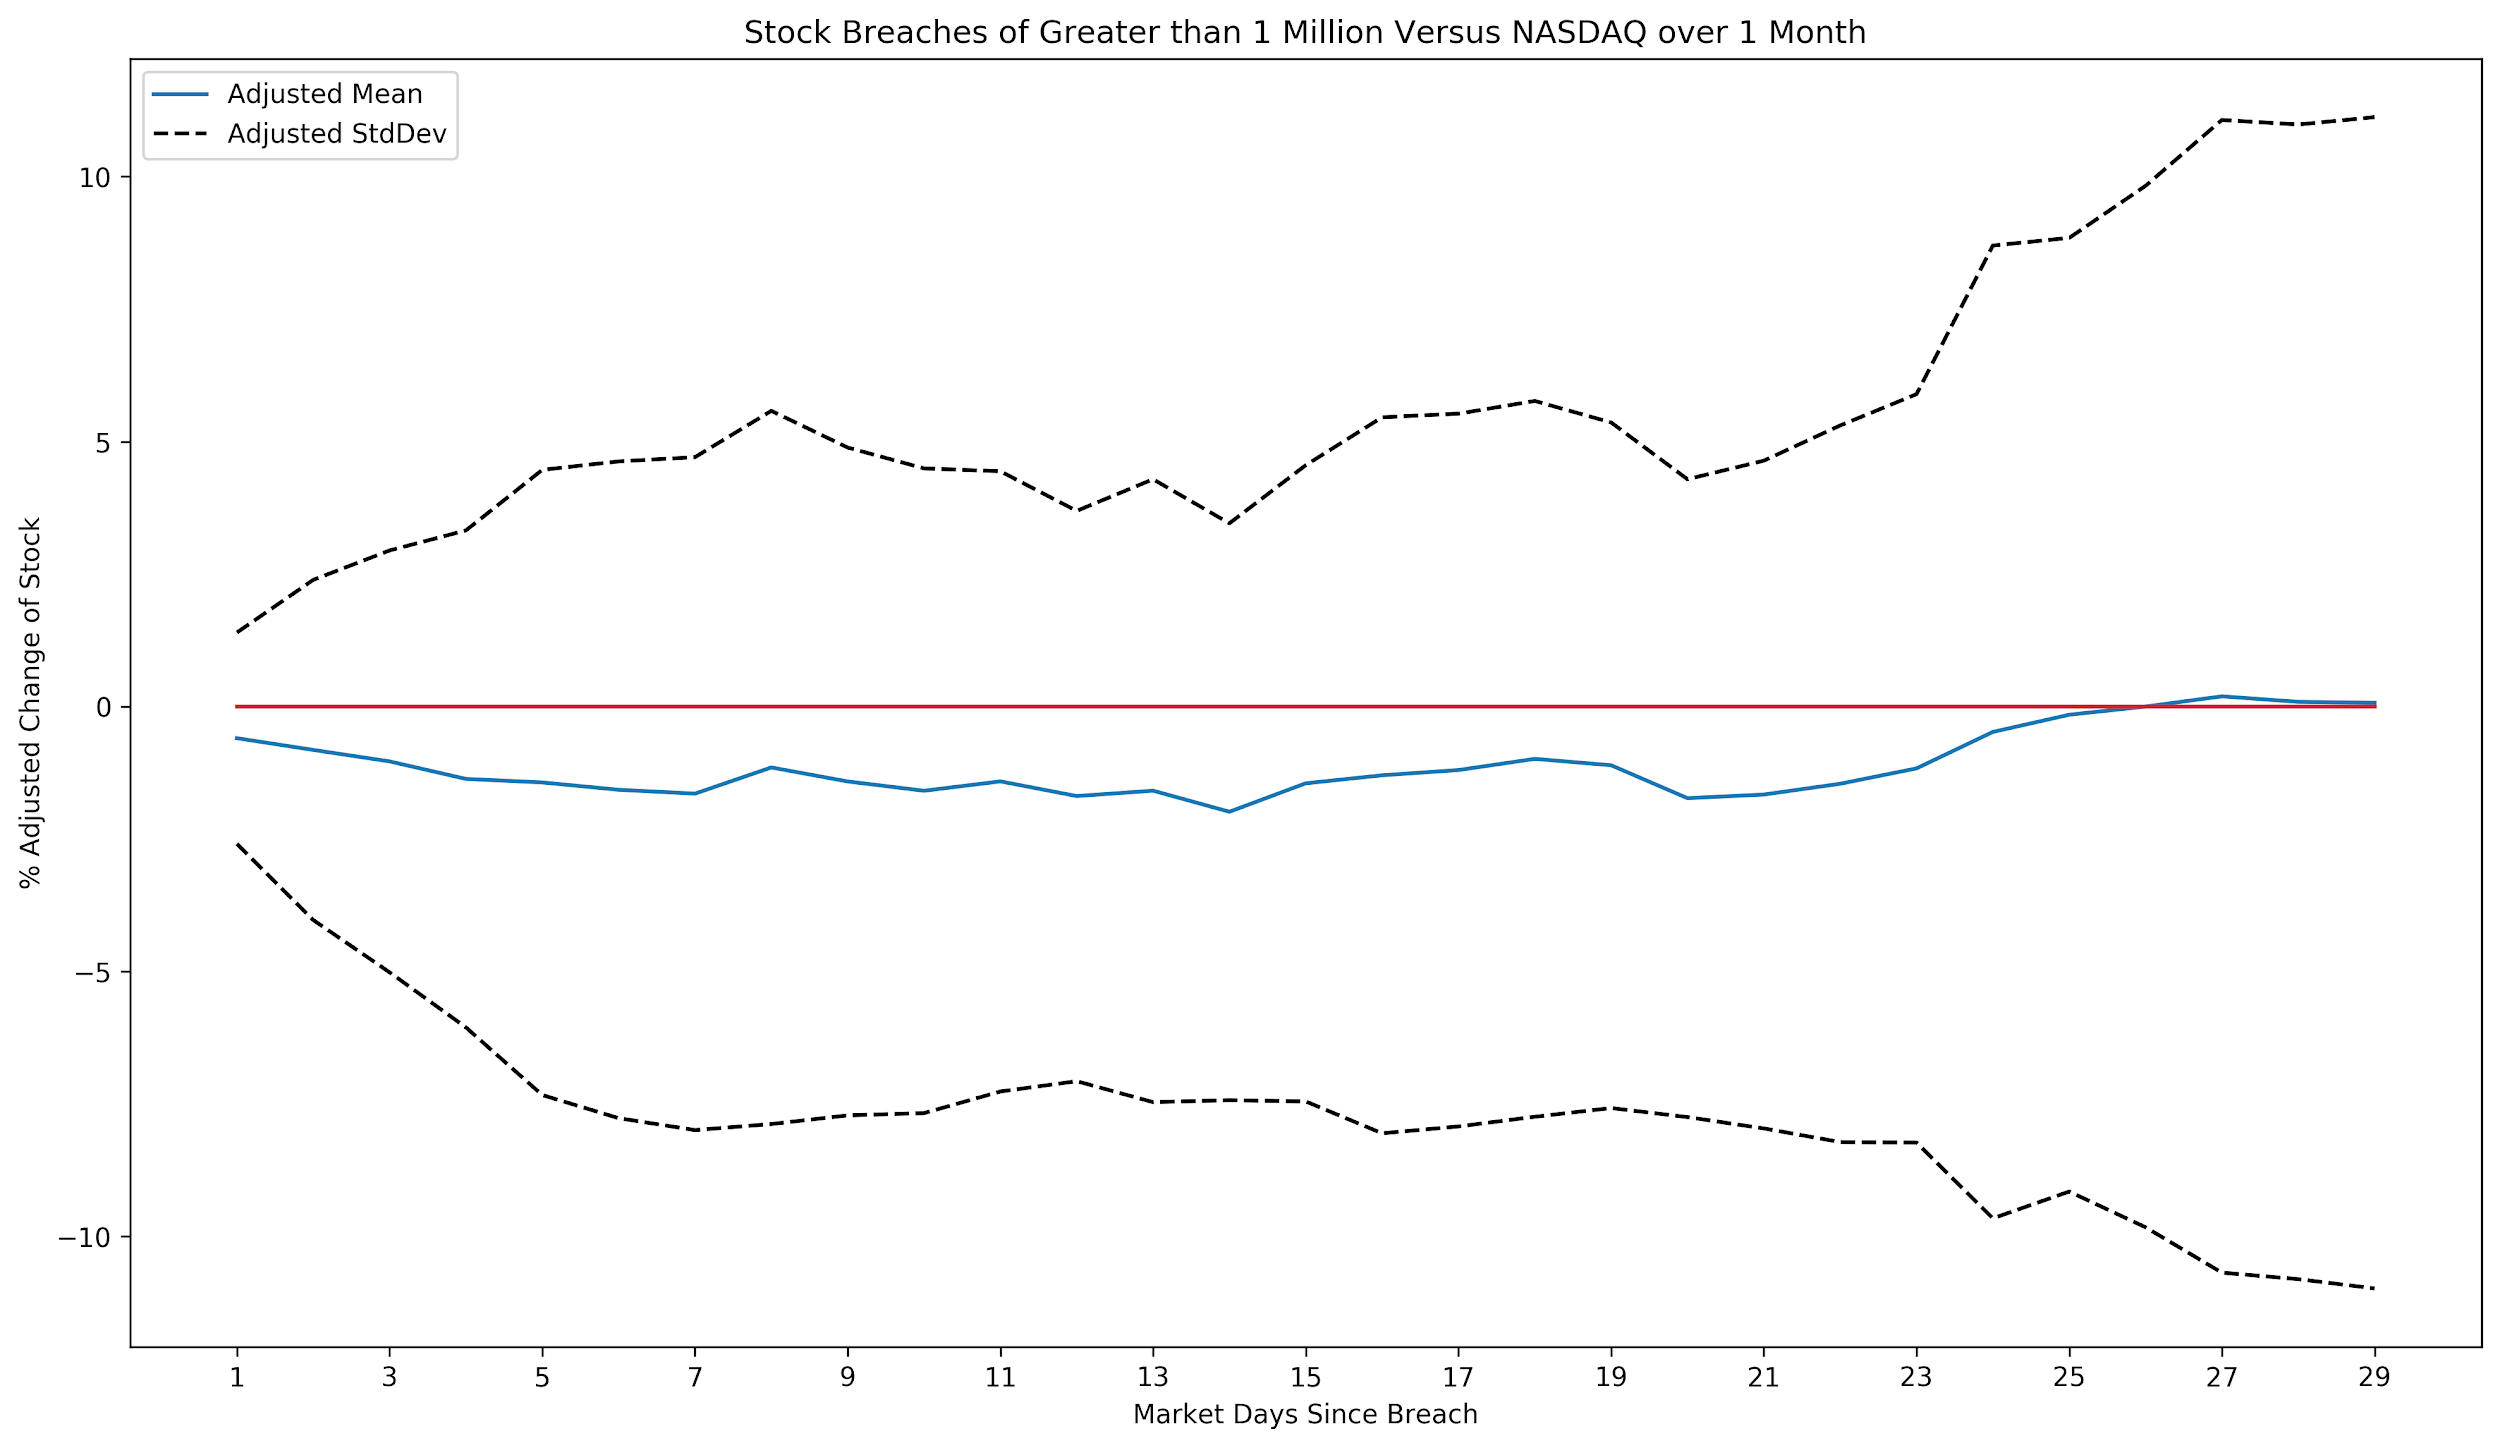 Stock Breaches of Greater than 1 Million Versus NASDAQ over 1 Month
Adjusted Mean
Adjusted StdDev
10
5
0
−5
−10
% Adjusted Change of Stock
1 3 5 7 9 11 13 15 17 19 21 23 25 27 29
Market Days Since Breach